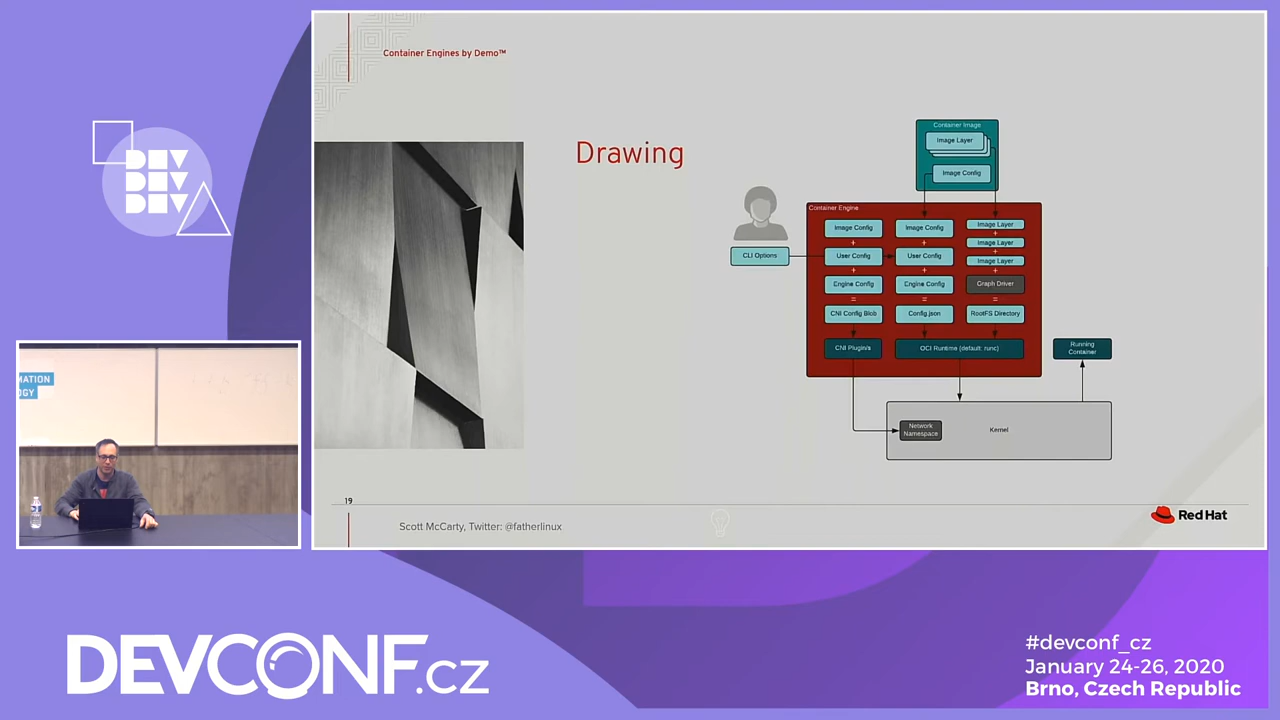 Container Engines by Demo™
Drawing
Container Image
Image Layer
Image Config
Container Engine
CLI Options
Image Config
+
User Config
+
Engine Config
=
CNI Config Blob
CNI Plugin/s
Image Config
+
User Config
+
Engine Config
=
Config.json
Image Layer
+
Image Layer
+
Image Layer
+
Graph Driver
=
RootFS Directory
OCI Runtime (default: runc)
Running
Container
Network
Namespace
Kernel
19
Scott McCarty, Twitter: @fatherlinux
Red Hat
DEV
DEV
DEV
MATION
OGY
DEVCONF.cz
#devconf_cz
January 24-26, 2020
Brno, Czech Republic